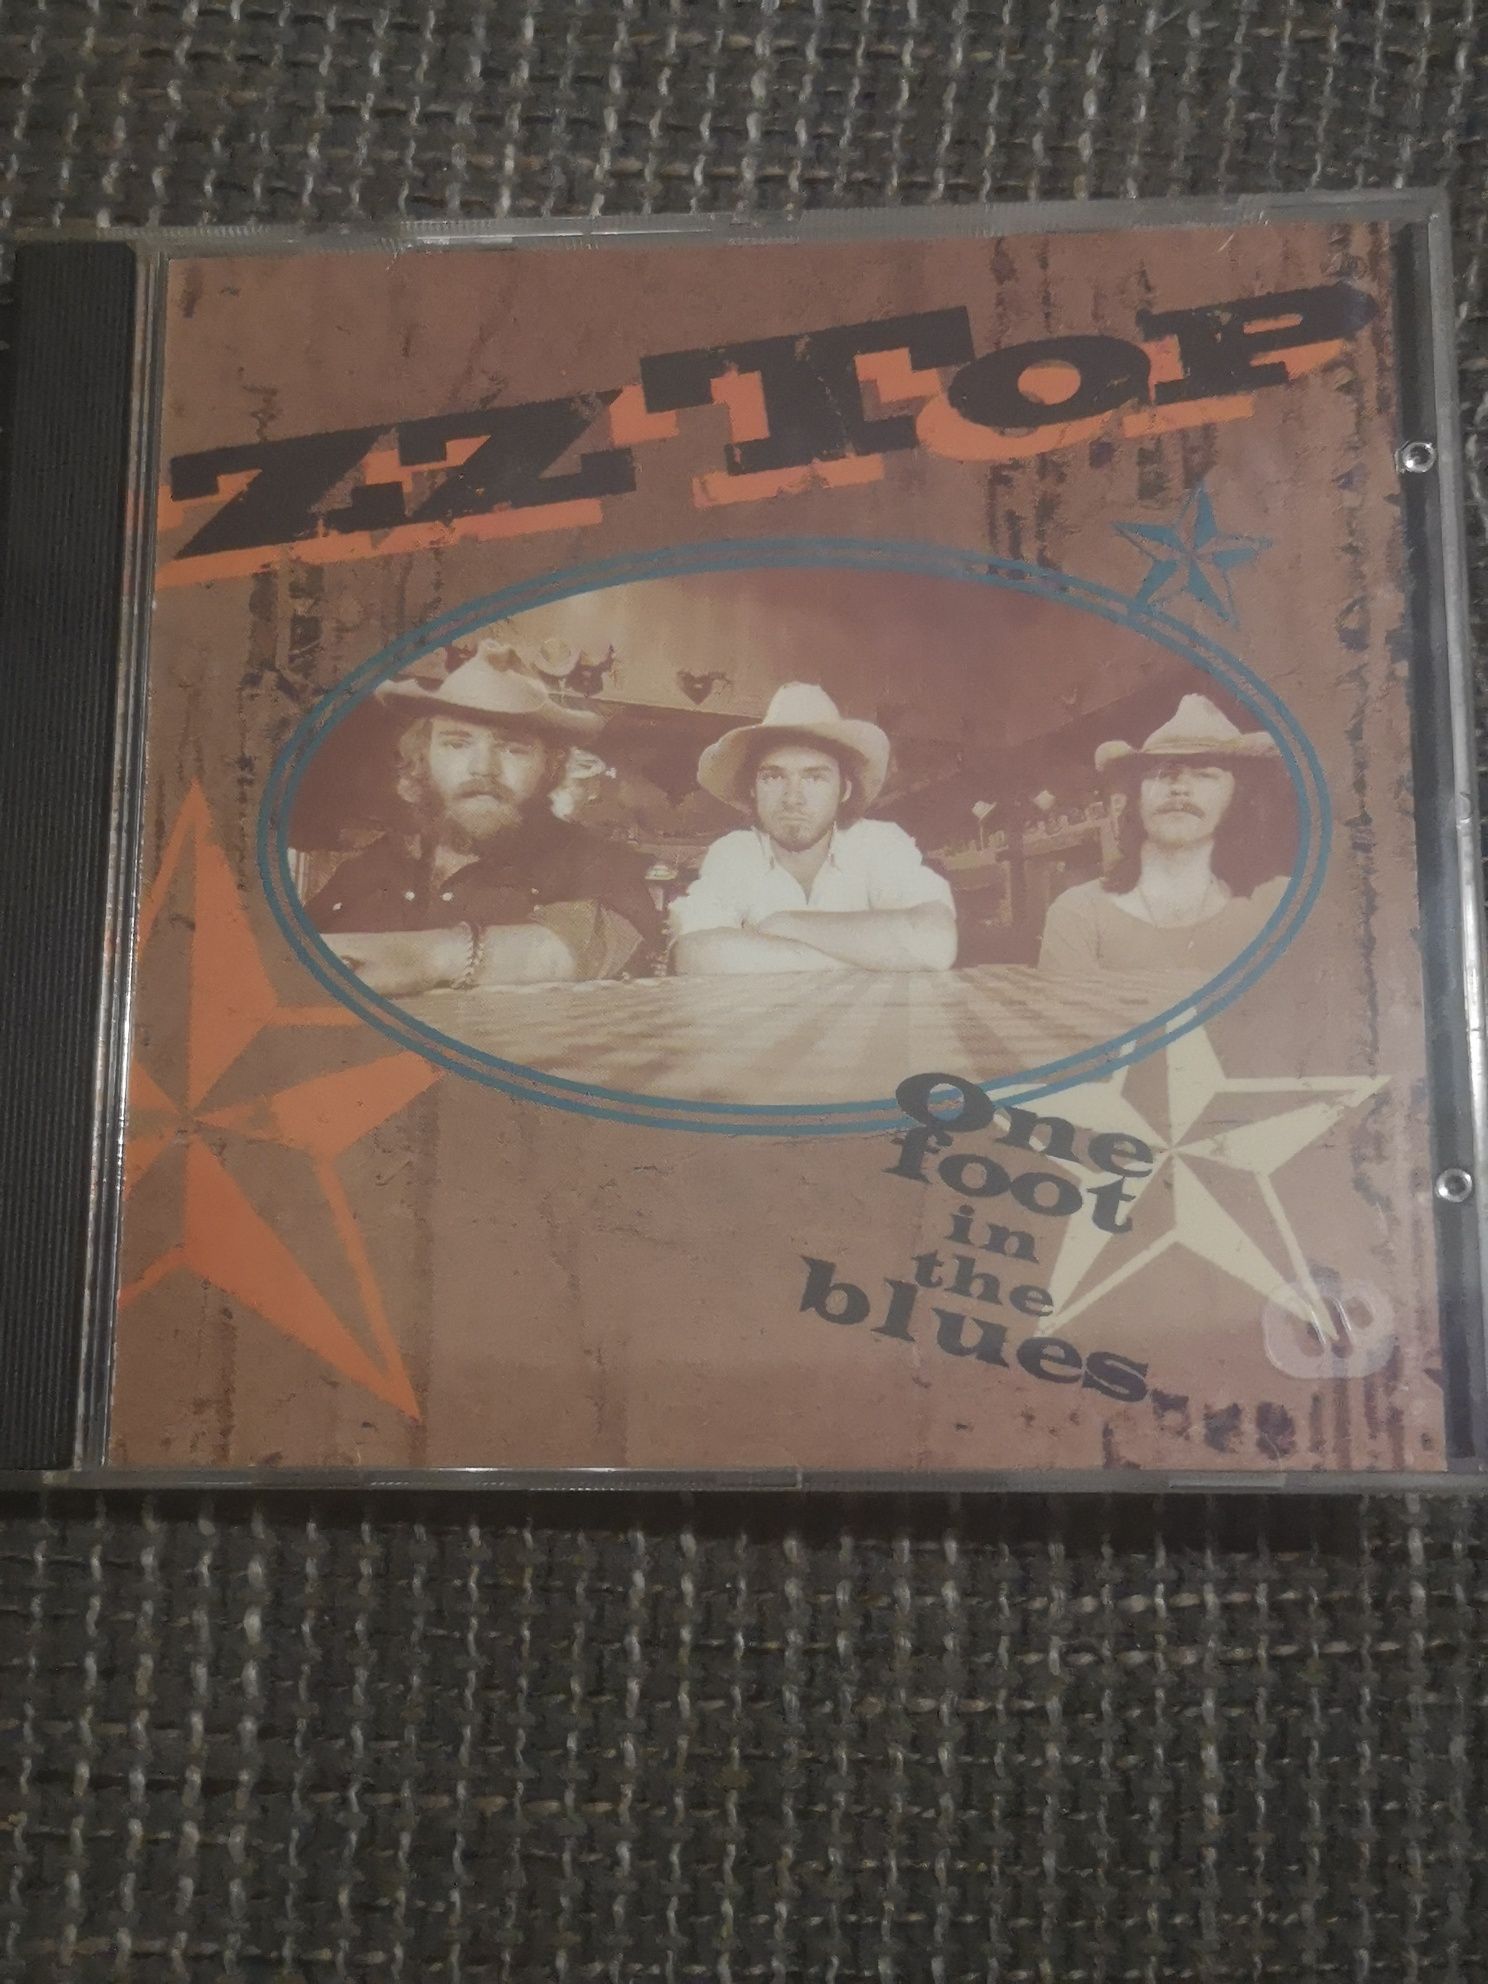 ZZ TOP
One
foot
in
the
blues